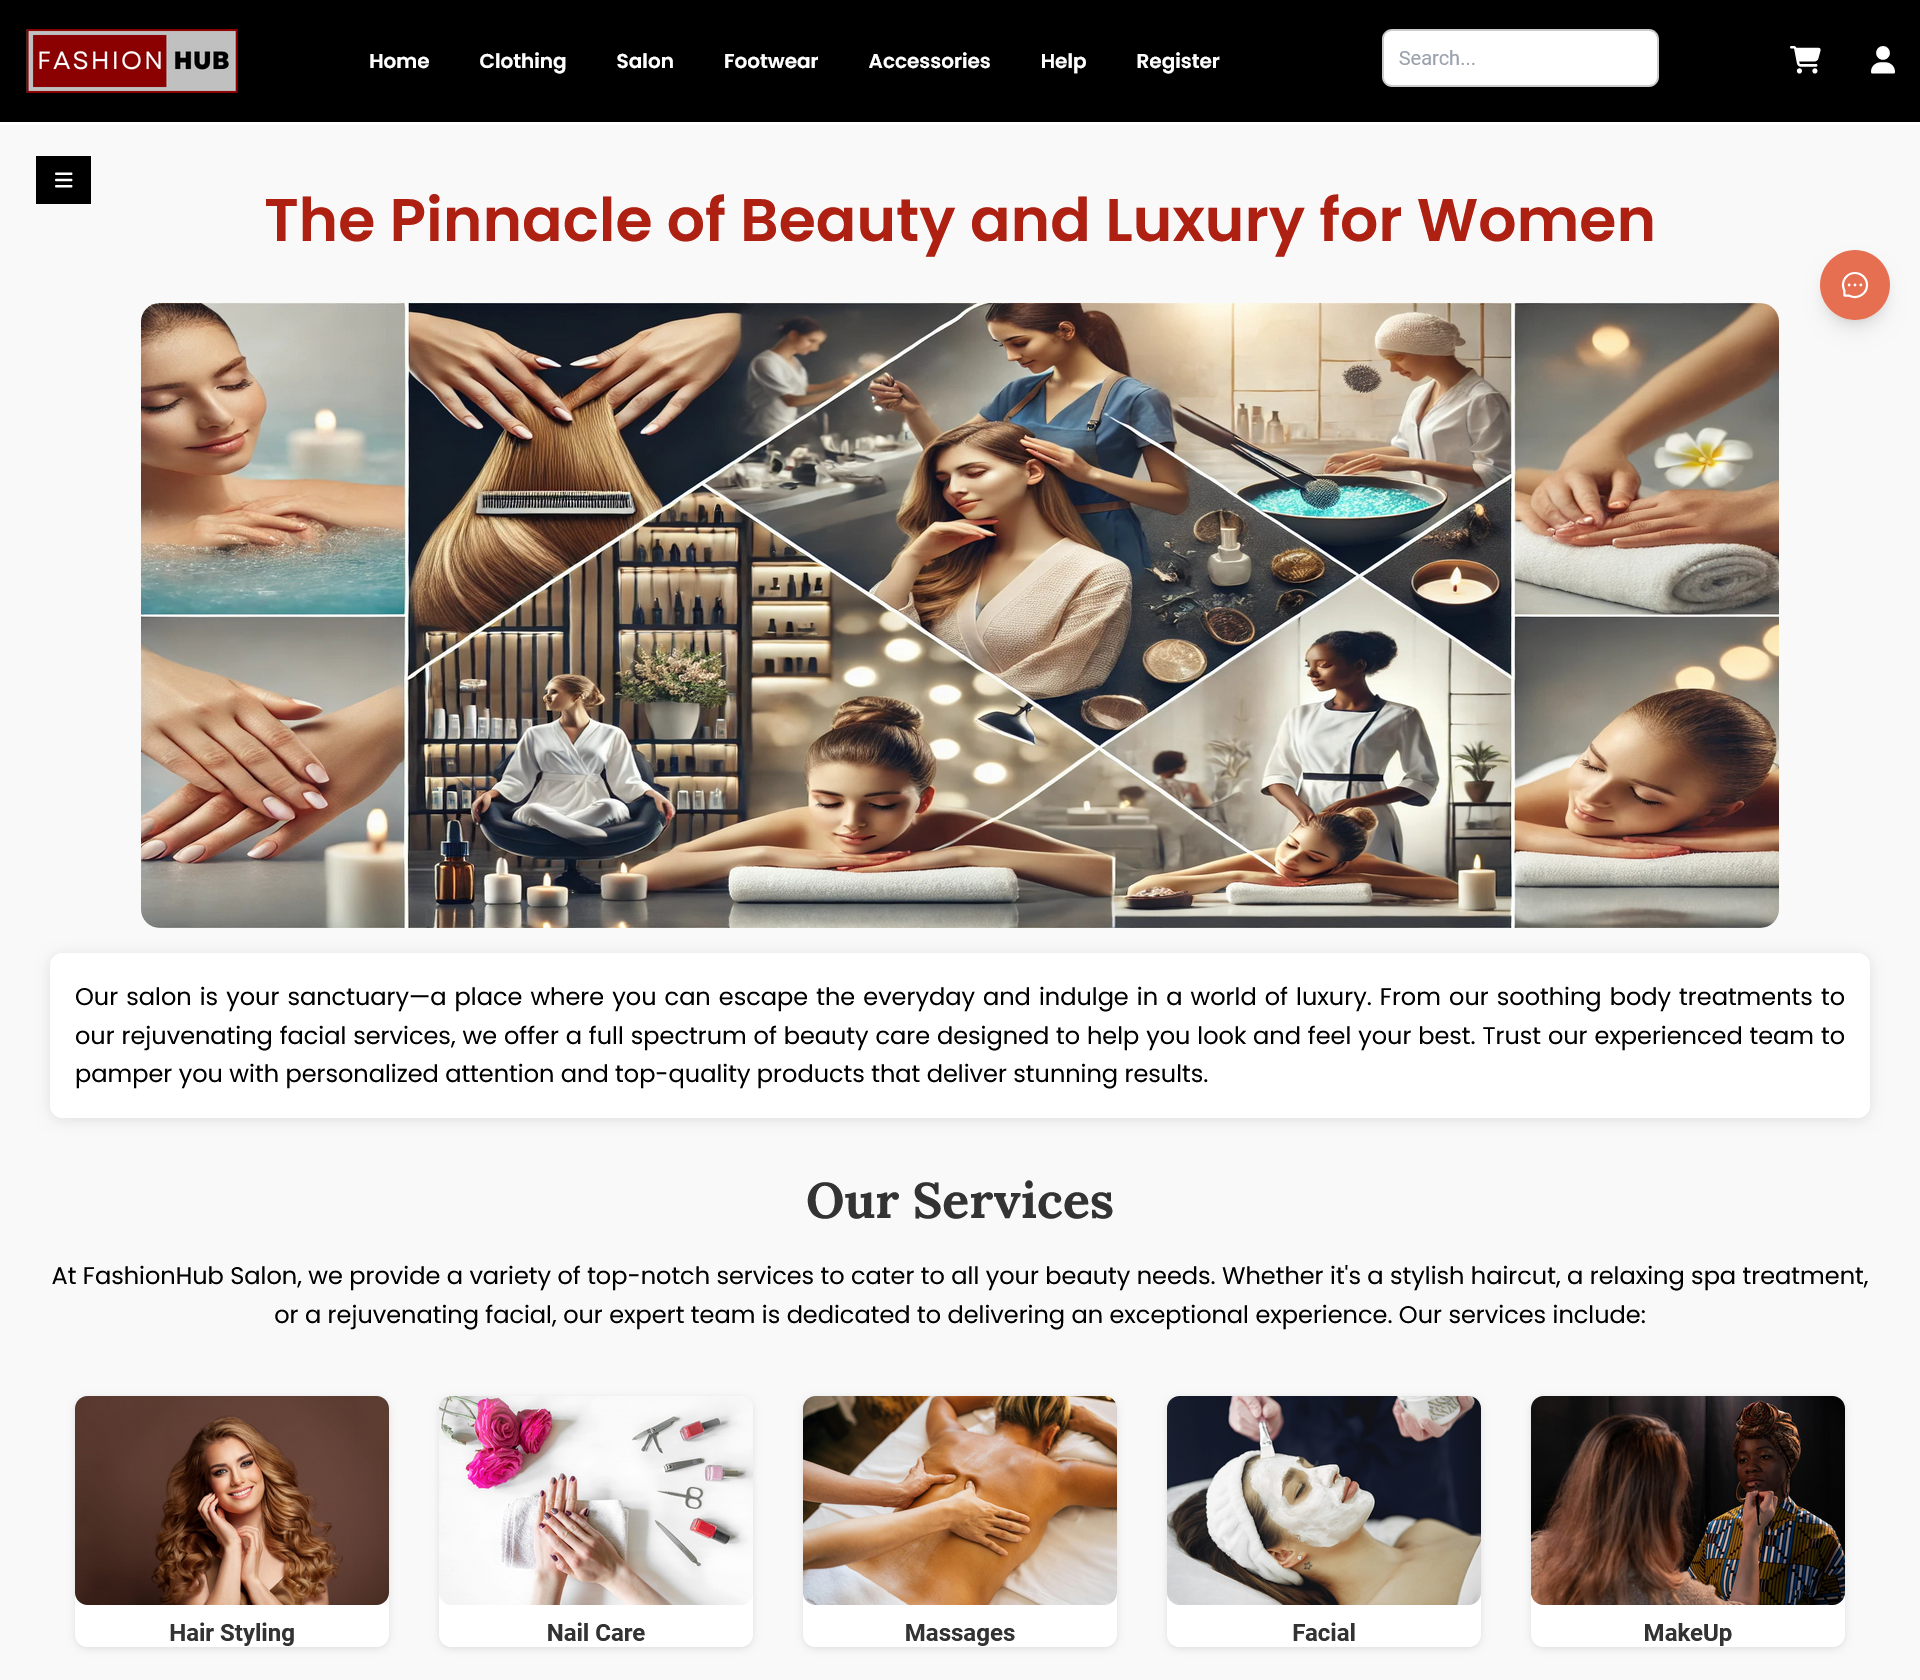 FASHION HUB
Home Clothing Salon Footwear Accessories Help Register
Search...
The Pinnacle of Beauty and Luxury for Women
Our salon is your sanctuary—a place where you can escape the everyday and indulge in a world of luxury. From our soothing body treatments to
our rejuvenating facial services, we offer a full spectrum of beauty care designed to help you look and feel your best. Trust our experienced team to
pamper you with personalized attention and top-quality products that deliver stunning results.
Our Services
At FashionHub Salon, we provide a variety of top-notch services to cater to all your beauty needs. Whether it's a stylish haircut, a relaxing spa treatment,
or a rejuvenating facial, our expert team is dedicated to delivering an exceptional experience. Our services include:
Hair Styling
Nail Care
Massages
Facial
MakeUp